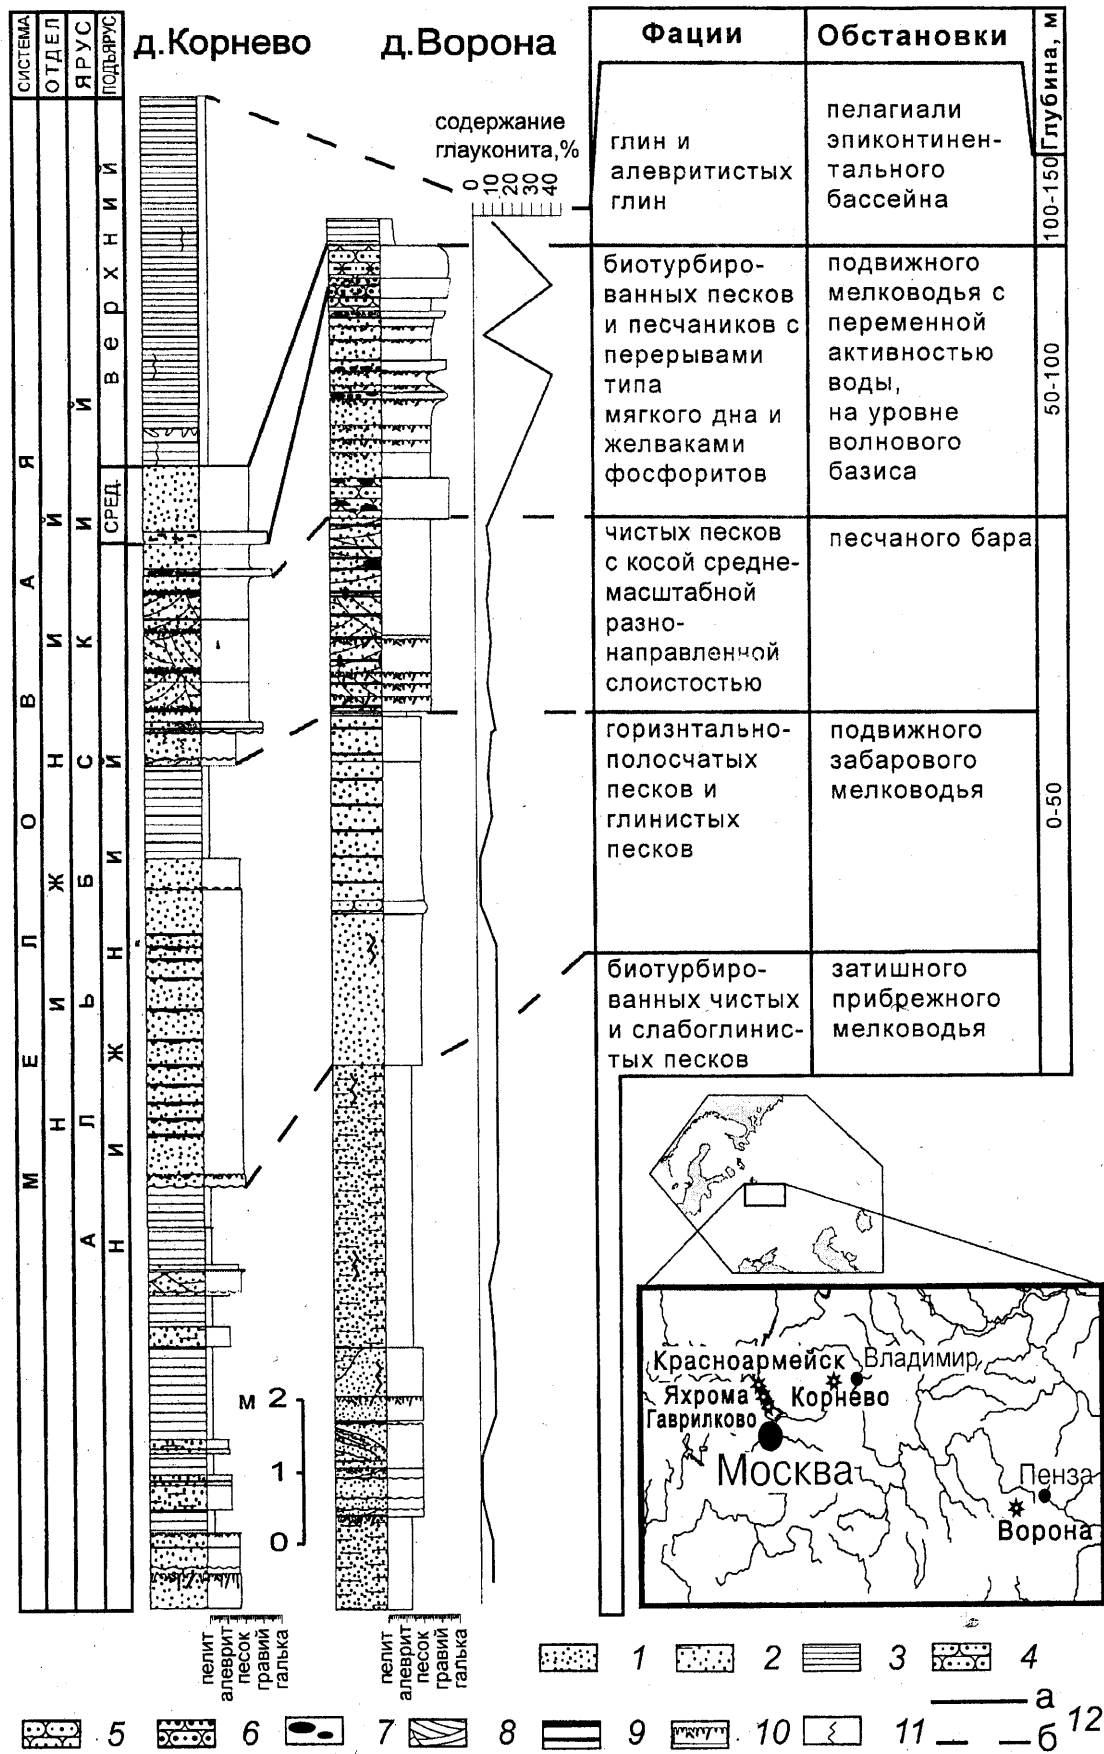 СИСТЕМА
ОТДЕЛ
ЯРУС
ПОДЪЯРУС
д.Корнево
д.Ворона
Фации
Обстановки
Глубина, м
МЕЛОВАЯ
НИЖНИЙ
АЛЬБСКИЙ
верхний
СРЕД.
НИЖНИЙ
содержание
глауконита,%
0
10
20
30
40
глин и
алевритистых
глин
пелагиали
эпиконтинен-
тального
бассейна
100-150
биотурбиро-
ванных песков
и песчаников с
перерывами
типа
мягкого дна и
желваками
фосфоритов
подвижного
мелководья с
переменной
активностью
воды,
на уровне
волнового
базиса
50-100
чистых песков
с косой средне-
масштабной
разно-
направленной
слоистостью
песчаного бара
горизнтально-
полосчатых
песков и
глинистых
песков
подвижного
забарового
мелководья
0-50
биотурбиро-
ванных чистых
и слабоглинис-
тых песков
затишного
прибрежного
мелководья
м 2
1
0
Красноармейск
Владимир
Яхрома
Корнево
Гаврилково
Москва
Пенза
Ворона
пелит
алеврит
песок
гравий
галька
пелит
алеврит
песок
гравий
галька
1
2
3
4
5
6
7
8
9
10
11
а
б
12